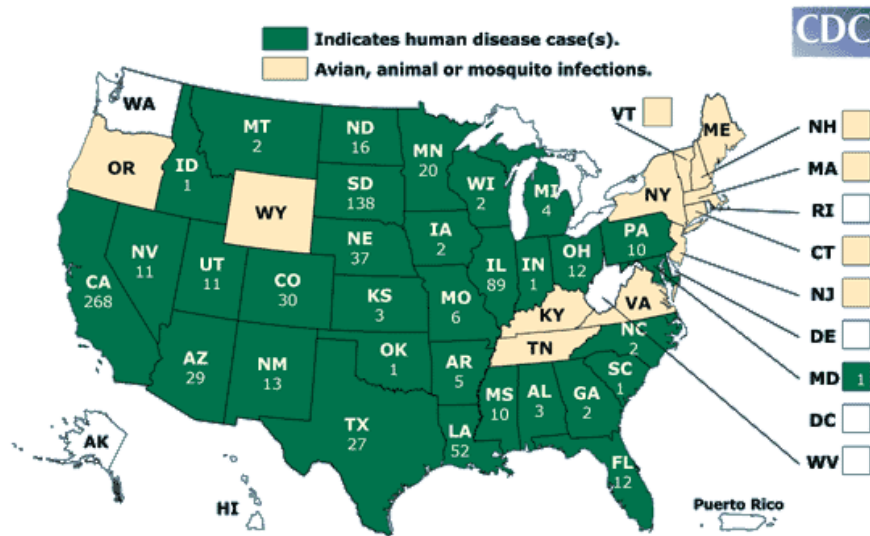 CDC
Indicates human disease case(s).
Avian, animal or mosquito infections.
WA
MT
2
ND
16
MN
20
VT
ME
NH
OR
ID
1
SD
138
WI
2
MI
4
NY
MA
WY
RI
NV
11
NE
37
IA
2
PA
10
CT
UT
11
CO
30
IL
89
IN
1
OH
12
NJ
CA
268
KS
3
MO
6
KY
VA
DE
AZ
29
NM
13
OK
1
AR
5
TN
NC
2
MD 1
SC
1
MS
10
AL
3
GA
2
DC
TX
27
LA
52
AK
WV
FL
12
HI
Puerto Rico